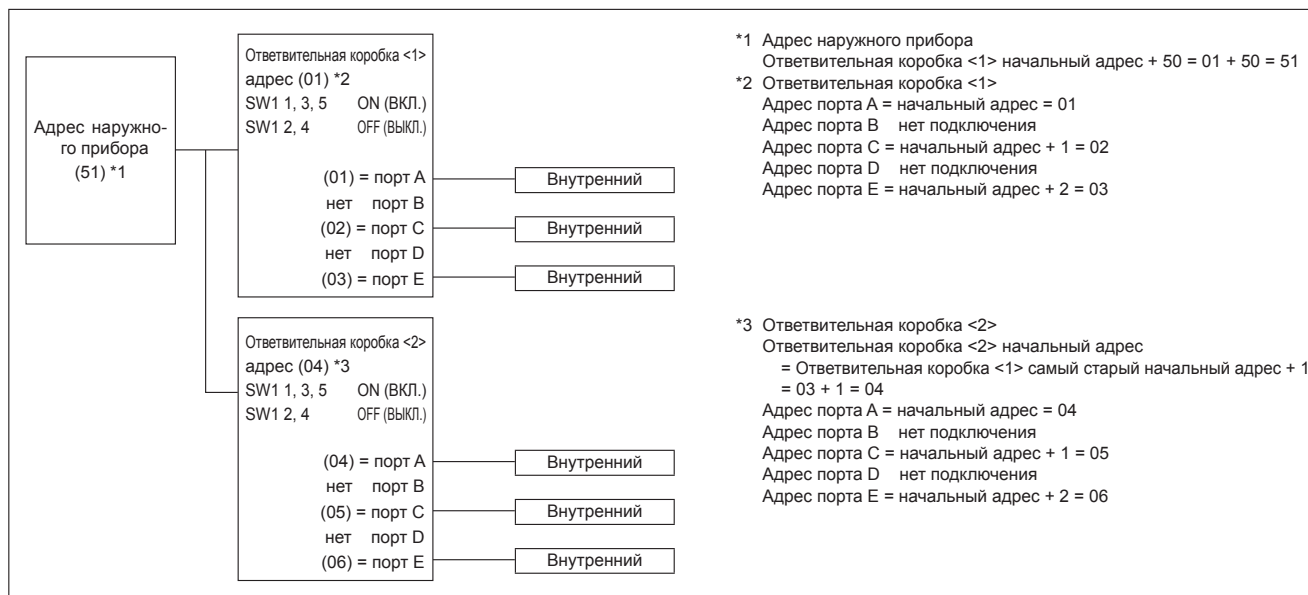 Адрес наружно-
го прибора
(51) *1
Ответвительная коробка <1>
адрес (01) *2
SW1 1, 3, 5 ON (ВКЛ.)
SW1 2, 4 OFF (ВЫКЛ.)
(01) = порт A
нет порт B
(02) = порт C
нет порт D
(03) = порт E
Внутренний
Внутренний
Внутренний
*1 Адрес наружного прибора
Ответвительная коробка <1> начальный адрес + 50 = 01 + 50 = 51
*2 Ответвительная коробка <1>
Адрес порта A = начальный адрес = 01
Адрес порта B нет подключения
Адрес порта C = начальный адрес + 1 = 02
Адрес порта D нет подключения
Адрес порта E = начальный адрес + 2 = 03
Ответвительная коробка <2>
адрес (04) *3
SW1 1, 3, 5 ON (ВКЛ.)
SW1 2, 4 OFF (ВЫКЛ.)
(04) = порт A
нет порт B
(05) = порт C
нет порт D
(06) = порт E
Внутренний
Внутренний
Внутренний
*3 Ответвительная коробка <2>
Ответвительная коробка <2> начальный адрес
= Ответвительная коробка <1> самый старый начальный адрес + 1
= 03 + 1 = 04
Адрес порта A = начальный адрес = 04
Адрес порта B нет подключения
Адрес порта C = начальный адрес + 1 = 05
Адрес порта D нет подключения
Адрес порта E = начальный адрес + 2 = 06